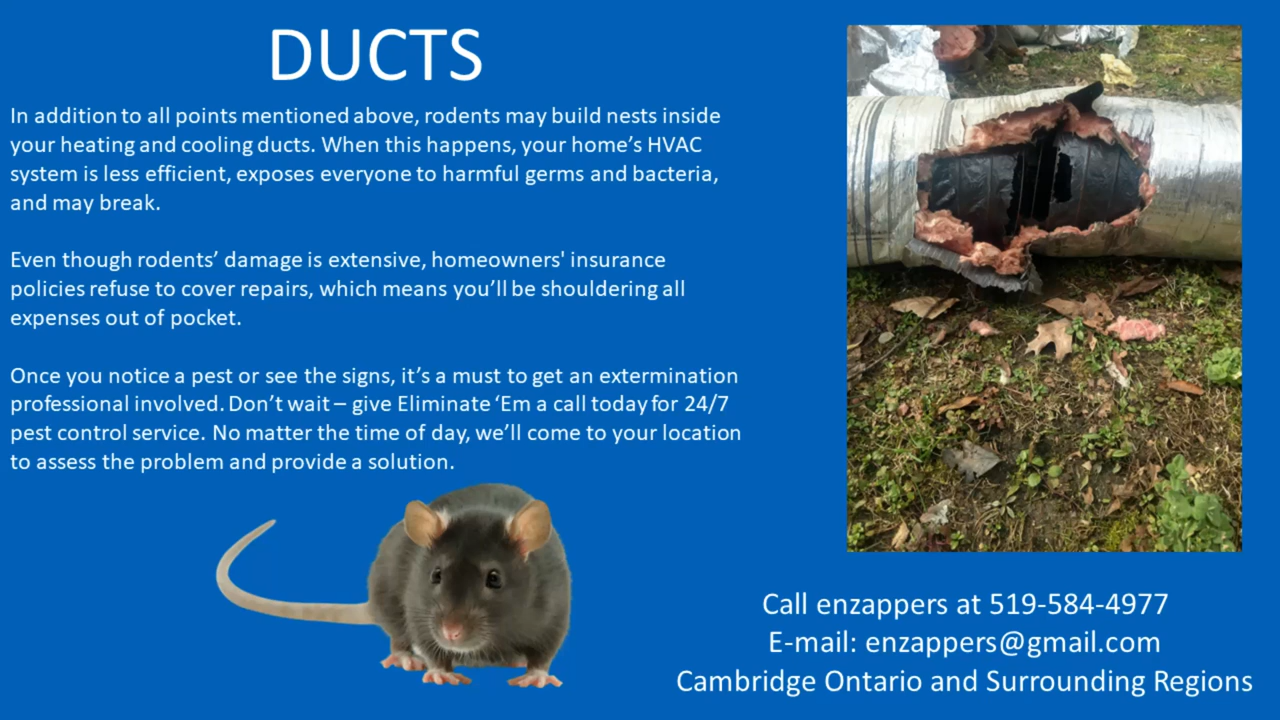 DUCTS
In addition to all points mentioned above, rodents may build nests inside
your heating and cooling ducts. When this happens, your home’s HVAC
system is less efficient, exposes everyone to harmful germs and bacteria,
and may break.
Even though rodents’ damage is extensive, homeowners' insurance
policies refuse to cover repairs, which means you’ll be shouldering all
expenses out of pocket.
Once you notice a pest or see the signs, it’s a must to get an extermination
professional involved. Don’t wait – give Eliminate ‘Em a call today for 24/7
pest control service. No matter the time of day, we’ll come to your location
to assess the problem and provide a solution.
Call enzappers at 519-584-4977
E-mail: enzappers@gmail.com
Cambridge Ontario and Surrounding Regions